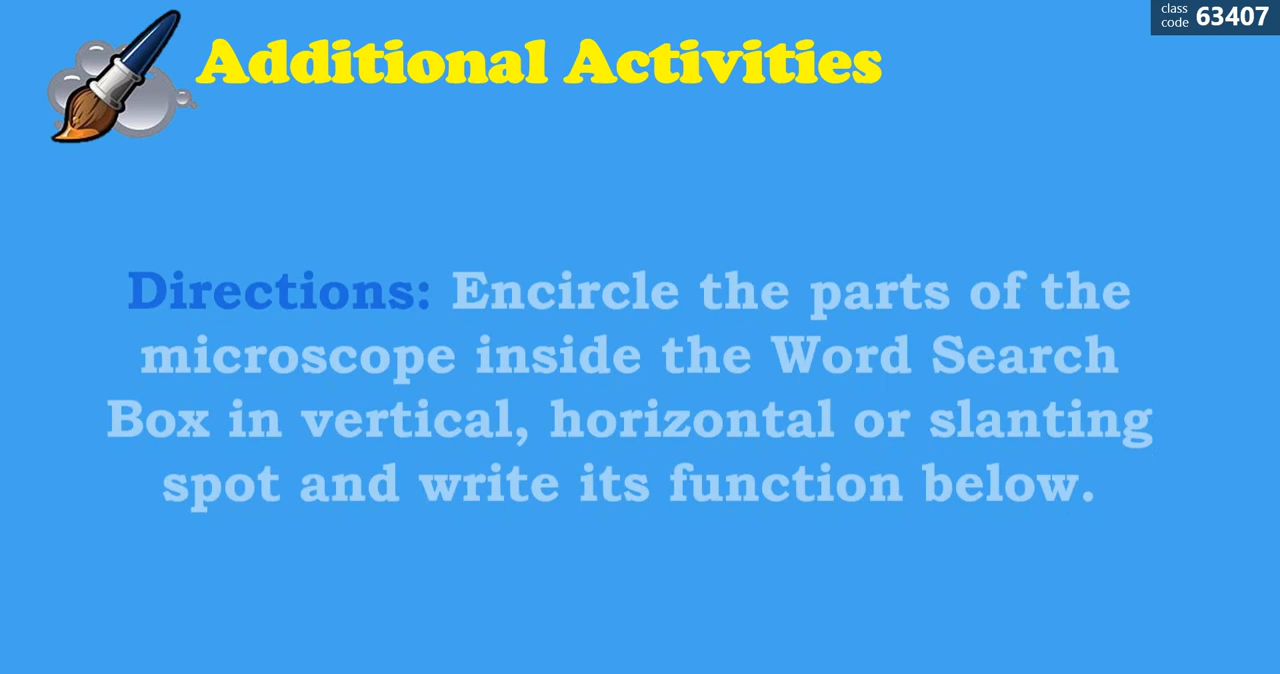 class
code 63407
Additional Activities
Directions: Encircle the parts of the
microscope inside the Word Search
Box in vertical, horizontal or slanting
spot and write its function below.